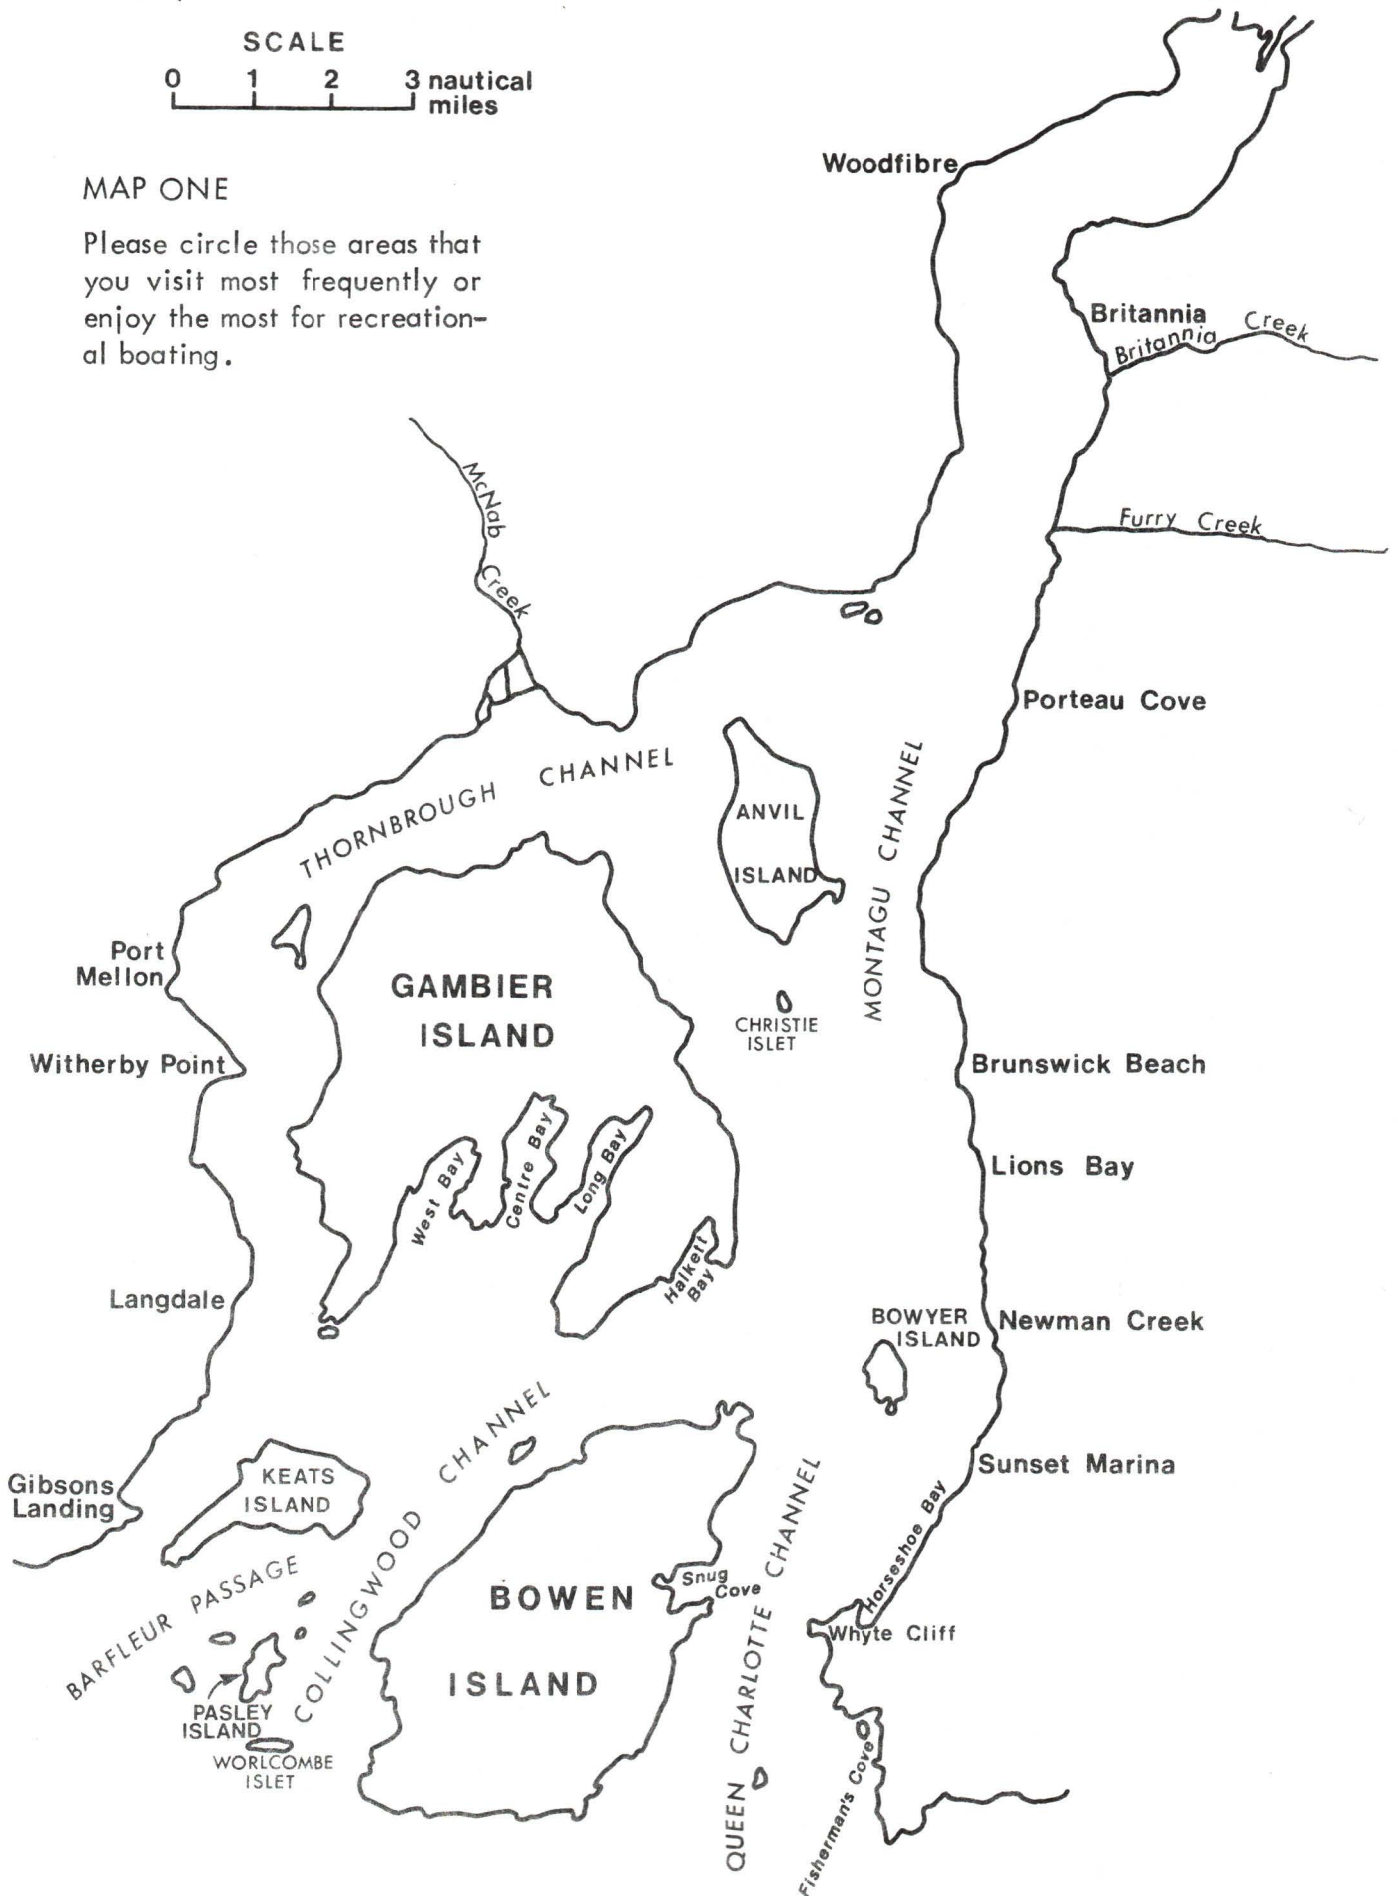 SCALE
0 1 2 3 nautical
miles
MAP ONE
Please circle those areas that
you visit most frequently or
enjoy the most for recreation-
al boating.
Woodfibre
Britannia
Britannia Creek
McNab Creek
Furry Creek
Porteau Cove
THORNBROUGH CHANNEL
ANVIL
ISLAND
MONTAGU CHANNEL
Port
Mellon
GAMBIER
ISLAND
CHRISTIE
ISLET
Witherby Point
Brunswick Beach
West Bay
Centre Bay
Long Bay
Lions Bay
Halkett
Bay
Langdale
BOWYER
ISLAND
Newman Creek
COLLINGWOOD CHANNEL
KEATS
ISLAND
Gibsons
Landing
Sunset Marina
Horseshoe Bay
BARFLEUR PASSAGE
BOWEN
ISLAND
Snug
Cove
QUEEN CHARLOTTE CHANNEL
Whyte Cliff
PASLEY
ISLAND
WORLCOMBE
ISLET
Fisherman's Cove